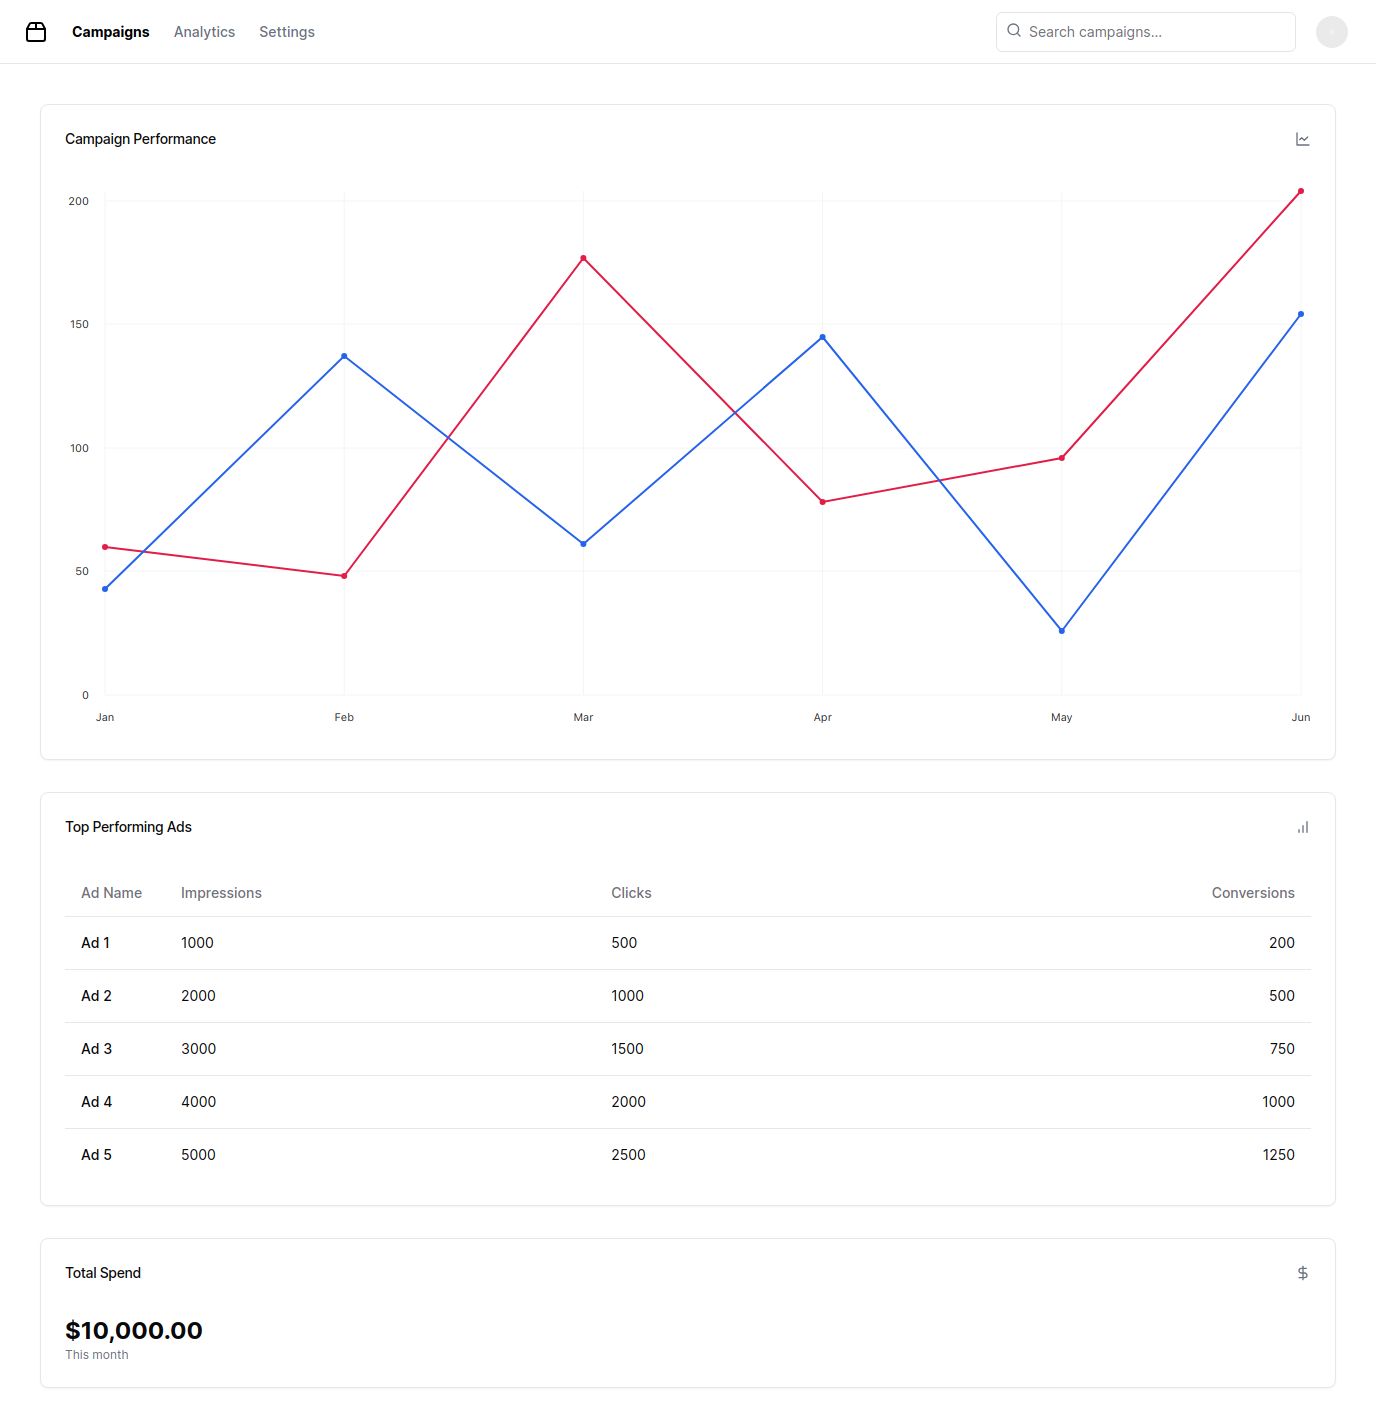 Campaigns Analytics Settings Search campaigns...
Campaign Performance
200
150
100
50
0
Jan Feb Mar Apr May Jun
Top Performing Ads
Ad Name Impressions Clicks Conversions
Ad 1 1000 500 200
Ad 2 2000 1000 500
Ad 3 3000 1500 750
Ad 4 4000 2000 1000
Ad 5 5000 2500 1250
Total Spend
$10,000.00
This month